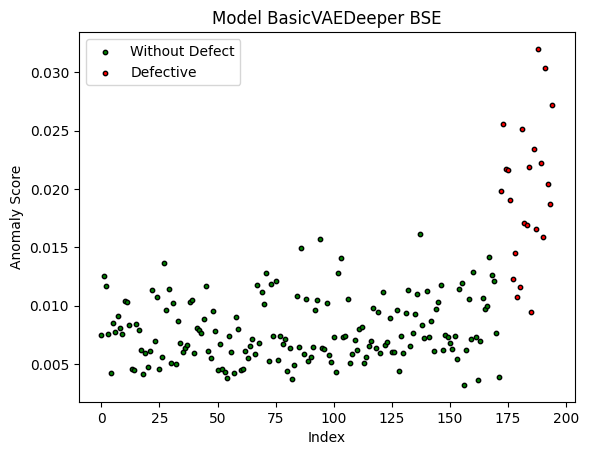 Model BasicVAEDeeper BSE
Without Defect
Defective
0.030
0.025
0.020
0.015
0.010
0.005
Anomaly Score
0 25 50 75 100 125 150 175 200
Index